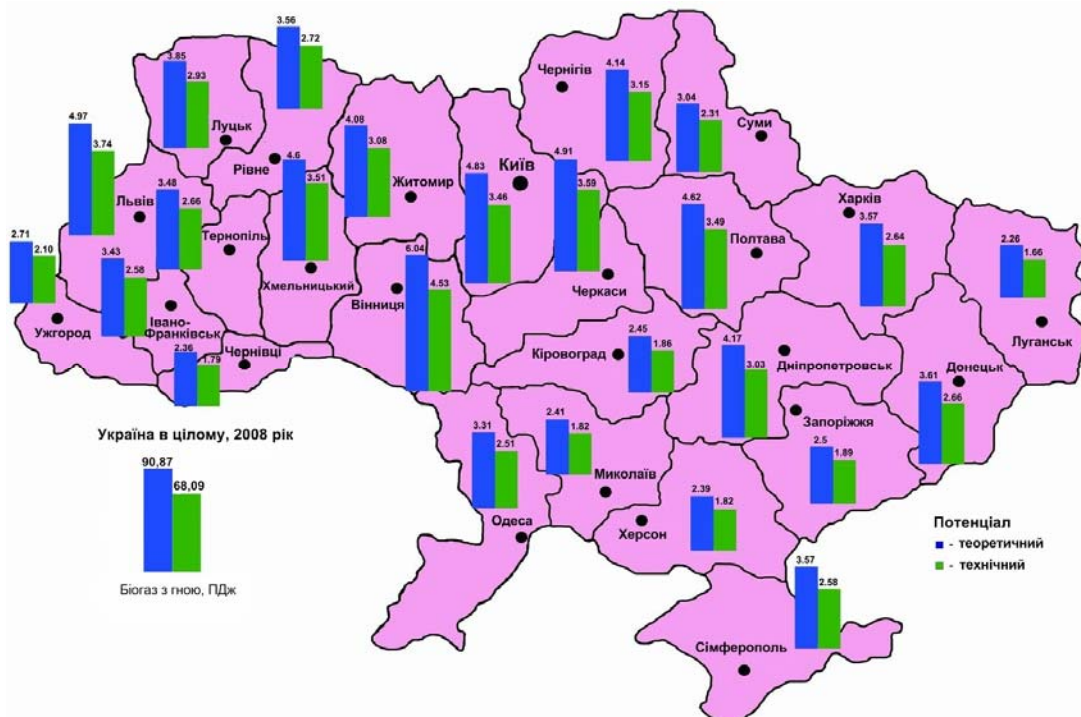 3.56
2.72
3.85
2.93
Луцьк
4.14
3.15
Чернігів
3.04
2.31
Суми
4.97
3.74
Львів
Рівне
4.6
3.51
Хмельницький
4.08
3.08
Житомир
4.83
3.46
Київ
4.91
3.59
Черкаси
4.62
3.49
Полтава
Харків
3.57
2.64
2.26
1.66
Луганськ
3.48
2.66
Тернопіль
2.71
2.10
Ужгород
3.43
2.58
Івано-
Франківськ
6.04
4.53
Вінниця
2.36
1.79
Чернівці
2.45
1.86
Кіровоград
4.17
3.03
Дніпропетровськ
3.61
2.66
Донецьк
Запоріжжя
2.5
1.89
3.31
2.51
Одеса
2.41
1.82
Миколаїв
2.39
1.82
Херсон
3.57
2.58
Сімферополь
Україна в цілому, 2008 рік
90,87
68,09
Біогаз з гною, ПДж
Потенціал
- теоретичний
- технічний